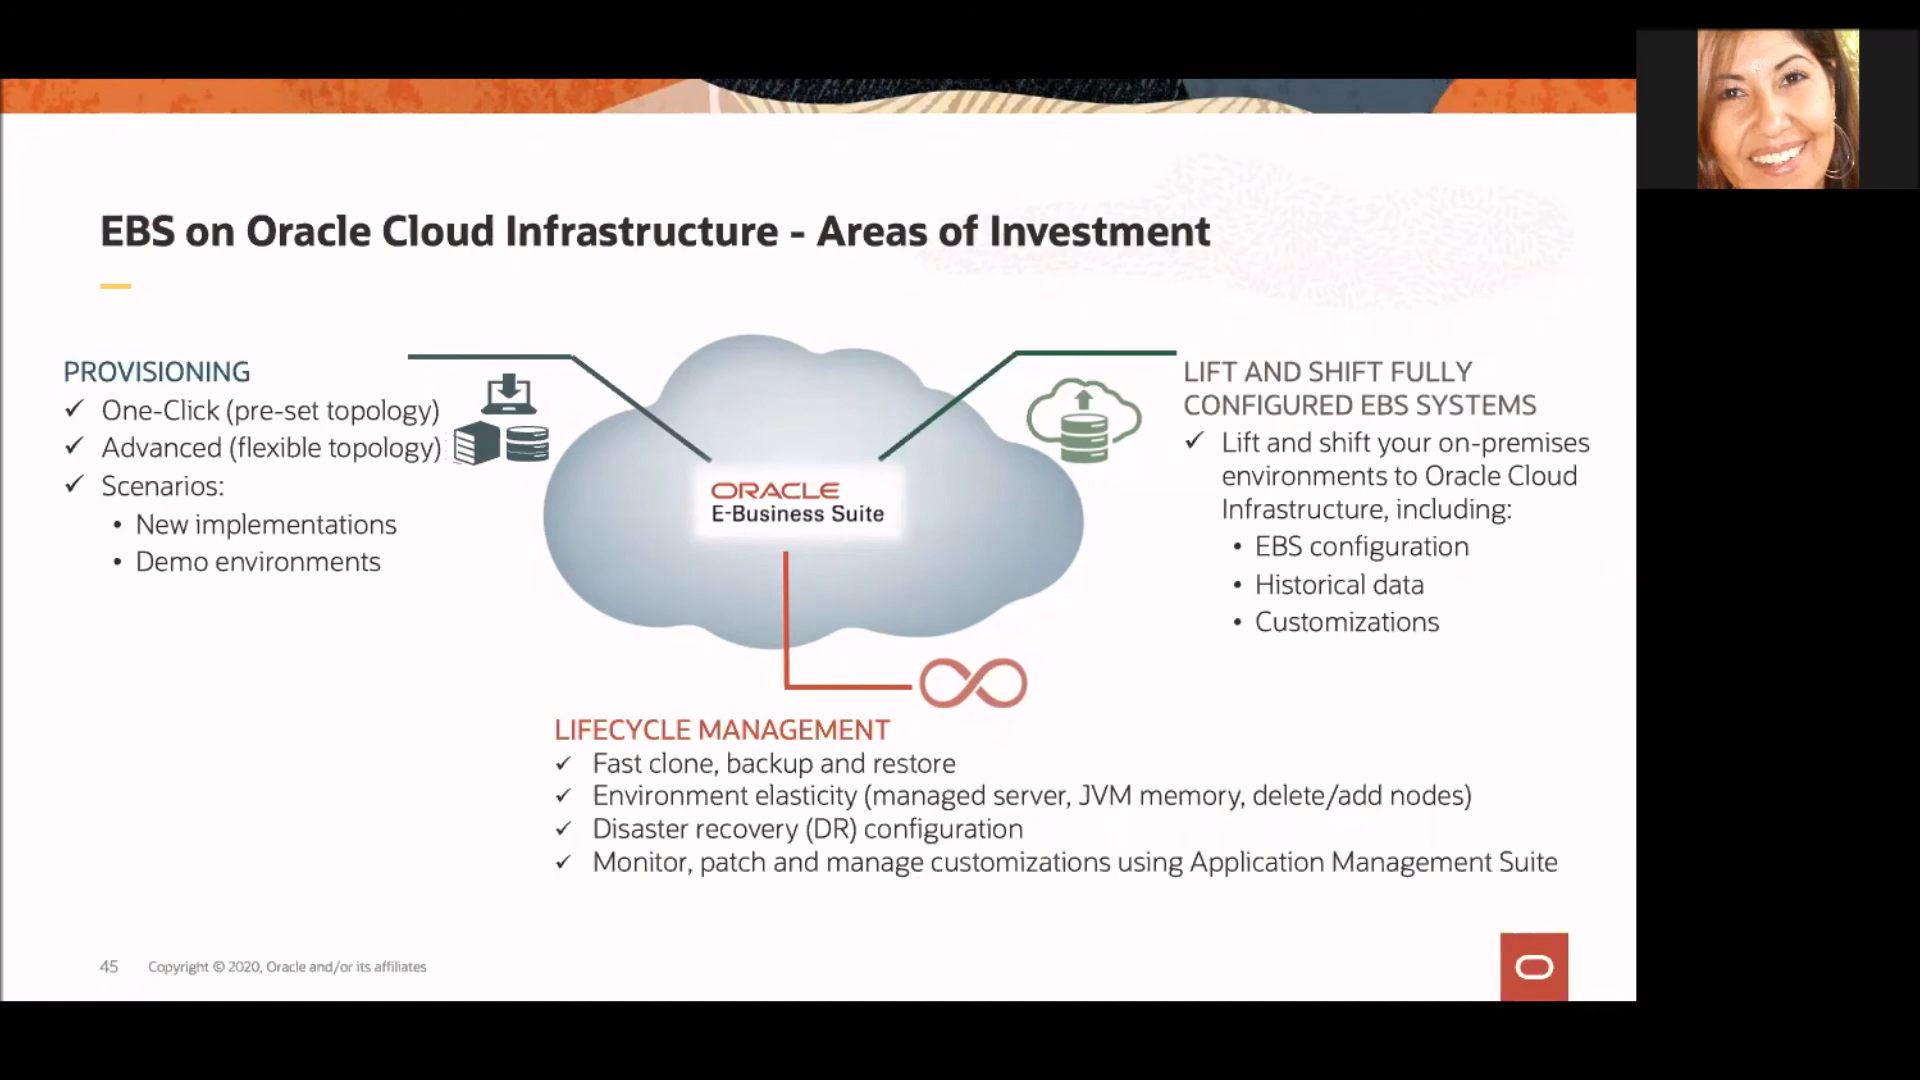 EBS on Oracle Cloud Infrastructure - Areas of Investment
PROVISIONING
✓ One-Click (pre-set topology)
✓ Advanced (flexible topology)
✓ Scenarios:
• New implementations
• Demo environments
ORACLE
E-Business Suite
LIFT AND SHIFT FULLY
CONFIGURED EBS SYSTEMS
✓ Lift and shift your on-premises
environments to Oracle Cloud
Infrastructure, including:
• EBS configuration
• Historical data
• Customizations
LIFECYCLE MANAGEMENT
✓ Fast clone, backup and restore
✓ Environment elasticity (managed server, JVM memory, delete/add nodes)
✓ Disaster recovery (DR) configuration
✓ Monitor, patch and manage customizations using Application Management Suite
45 Copyright © 2020, Oracle and/or its affiliates